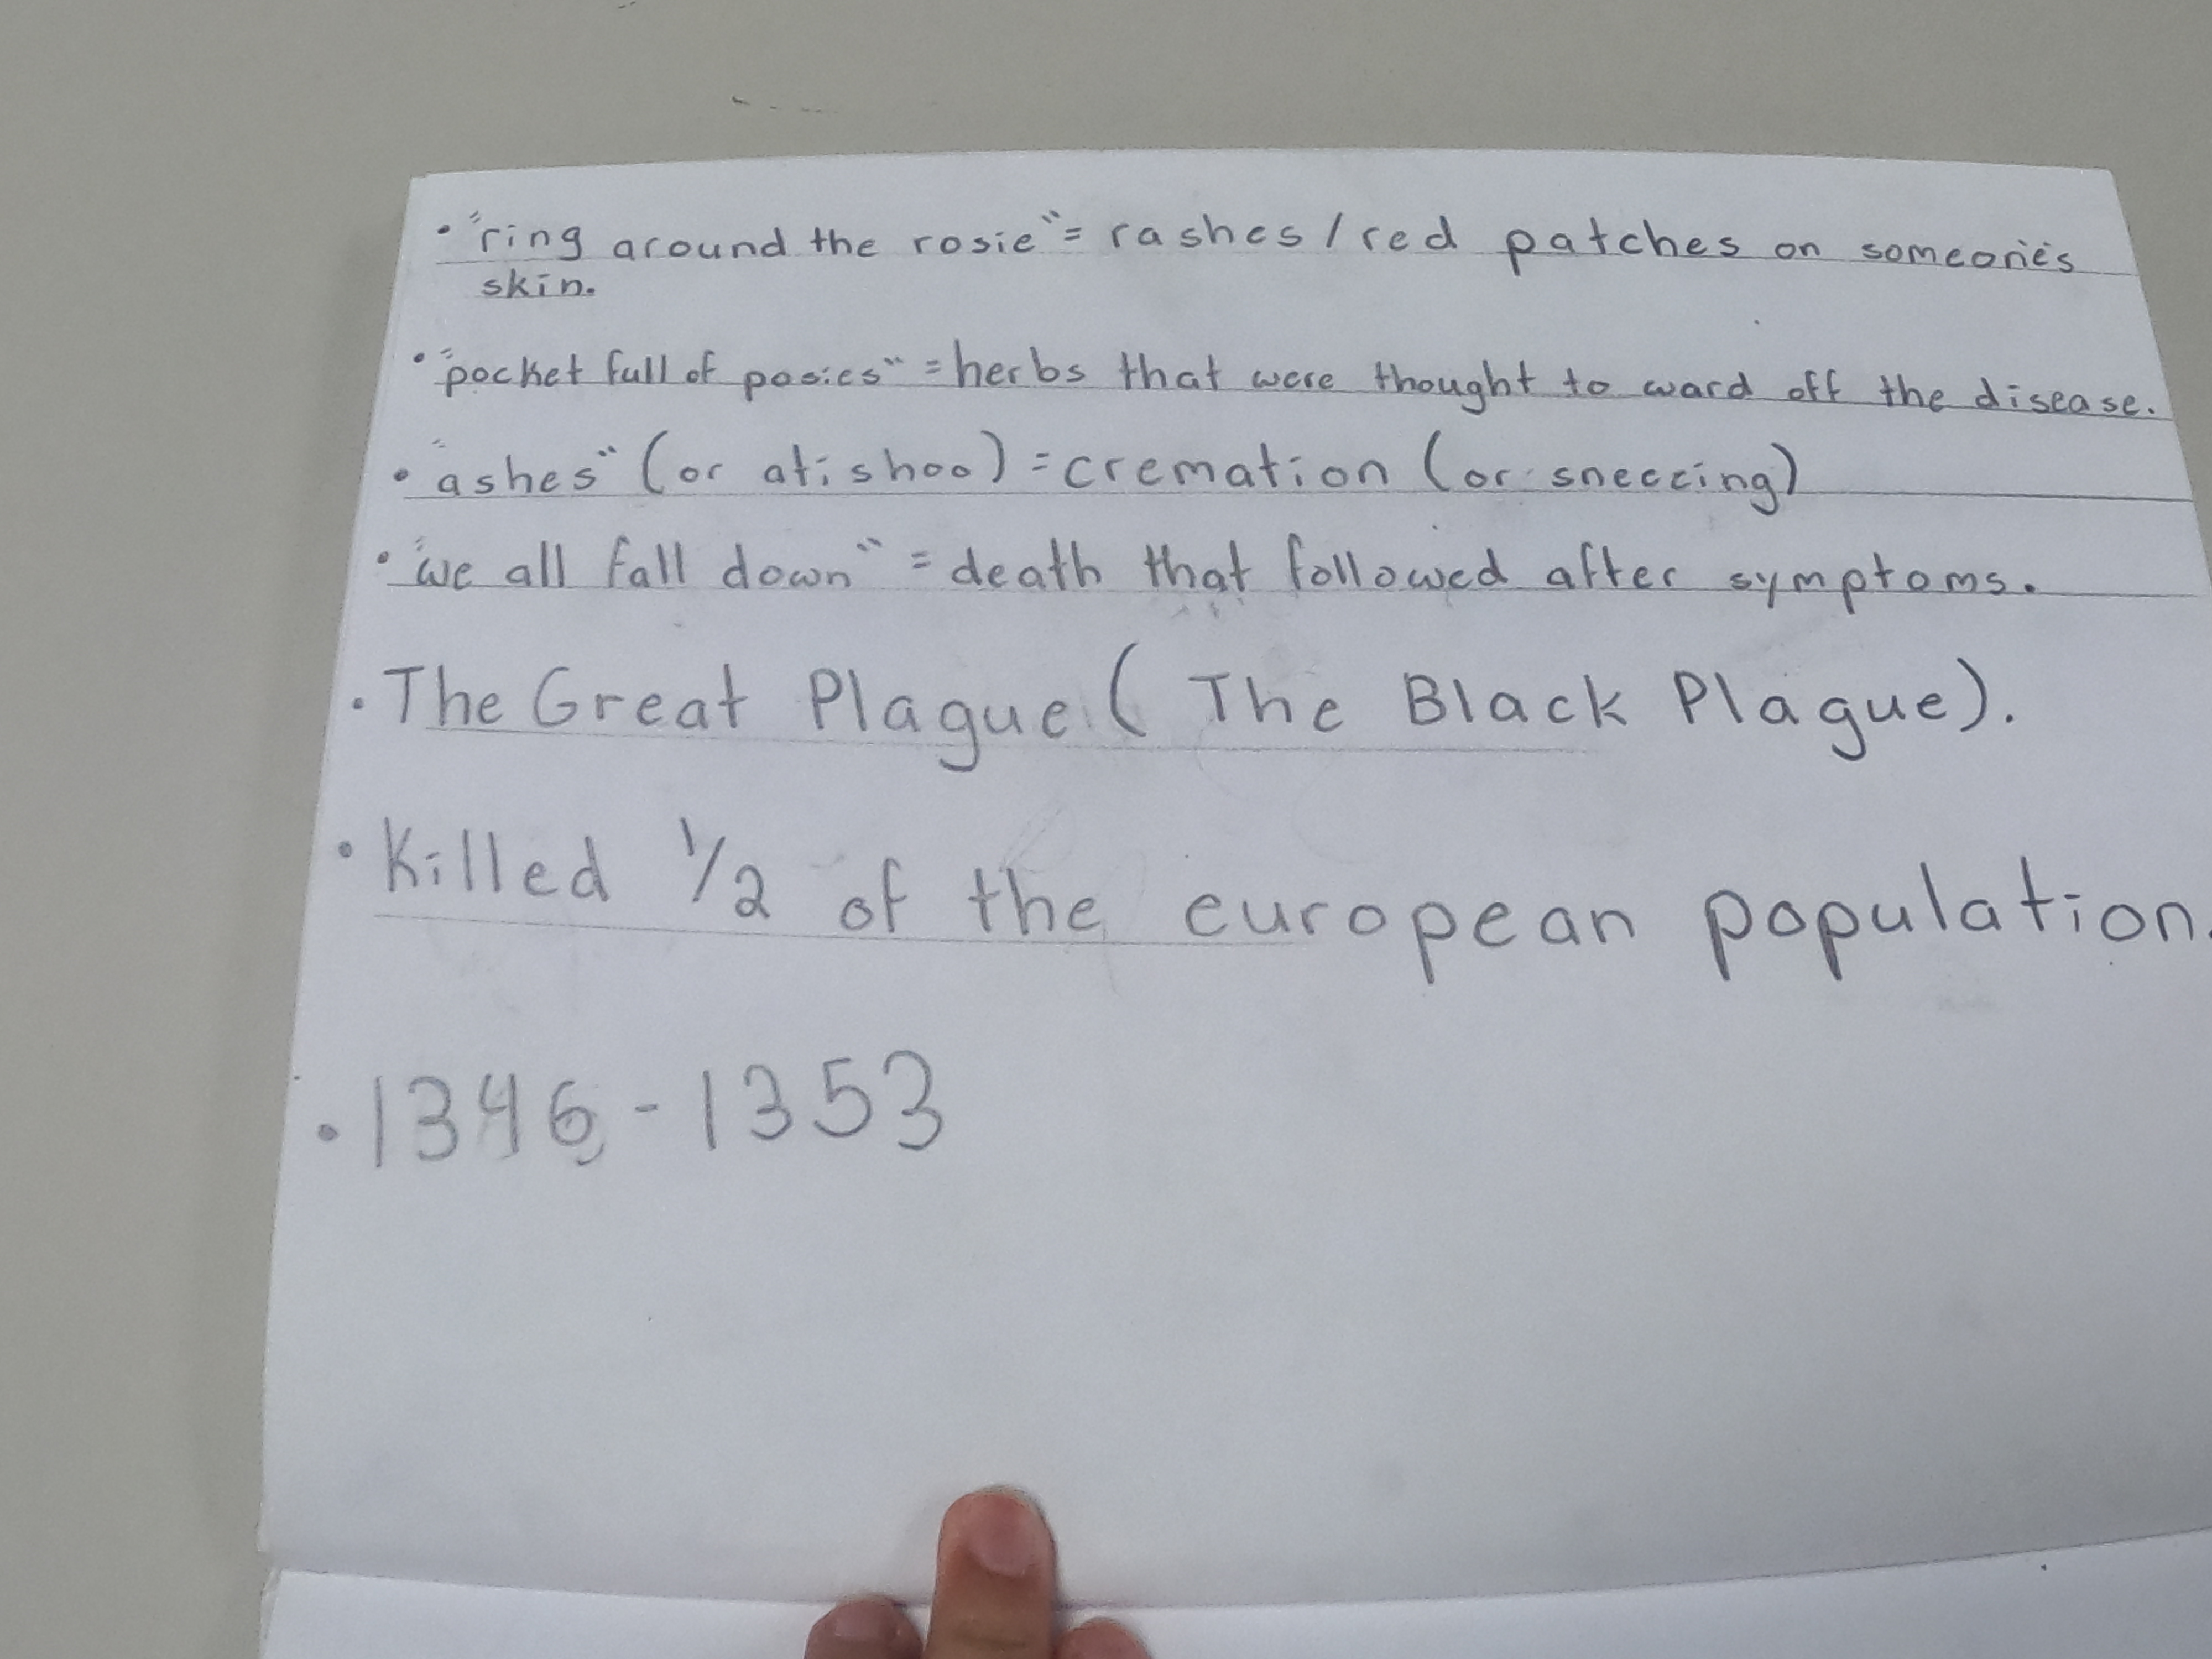 • "ring around the rosie" = rashes / red patches on someone's
skin.
• "pocket full of posies" = herbs that were thought to ward off the disease.
• "ashes" (or atishoo) = cremation (or sneezing)
• "we all fall down" = death that followed after symptoms.
• The Great Plague ( The Black Plague).
• Killed 1/2 of the european population.
• 1346 - 1353